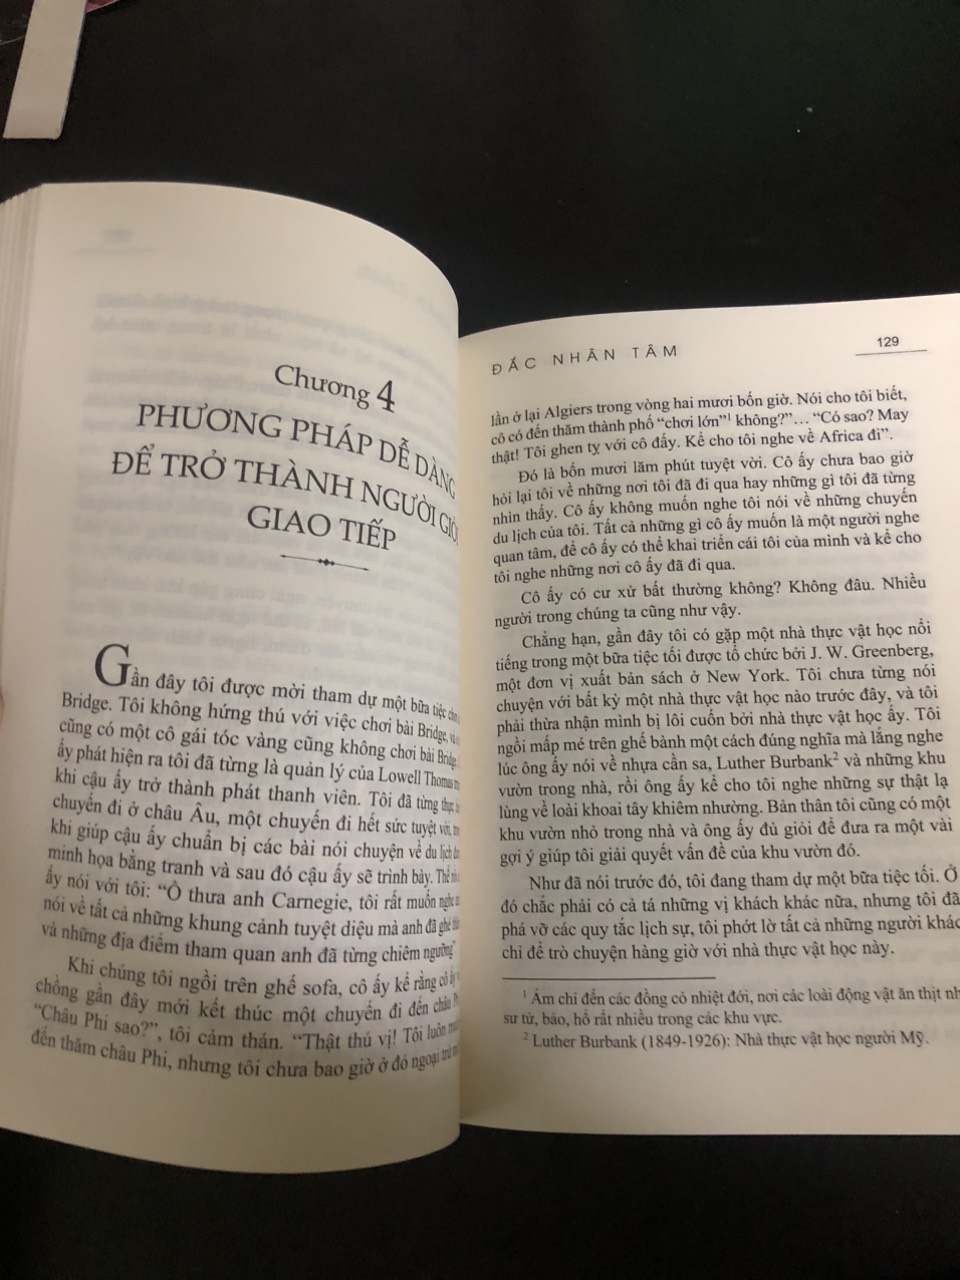 Chương 4
PHƯƠNG PHÁP DỄ DÀNG
ĐỂ TRỞ THÀNH NGƯỜI GIỎI
GIAO TIẾP
Gần đây tôi được mời tham dự một bữa tiệc
Bridge. Tôi không hứng thú với việc chơi bài Bridge,
cũng có một cô gái tóc vàng cũng không chơi bài Bridge.
ấy phát hiện ra tôi đã từng là quản lý của Lowell Thomas
khi cậu ấy trở thành phát thanh viên. Tôi đã từng
chuyến đi ở châu Âu, một chuyến đi hết sức tuyệt vời,
khi giúp cậu ấy chuẩn bị các bài nói chuyện về du lịch
minh họa bằng tranh và sau đó cậu ấy sẽ trình bày. Thế
ấy nói với tôi: “Ồ thưa anh Carnegie, tôi rất muốn nghe
nói về tất cả những khung cảnh tuyệt diệu mà anh đã ghé
và những địa điểm tham quan anh đã từng chiêm ngưỡng”
Khi chúng tôi ngồi trên ghế sofa, cô ấy kể rằng cô ấy
chồng gần đây mới kết thúc một chuyến đi đến châu
“Châu Phi sao?”, tôi cảm thán. “Thật thú vị! Tôi luôn
đến thăm châu Phi, nhưng tôi chưa bao giờ ở đó ngoại trừ
ĐẮC NHÂN TÂM
129
lần ở lại Algiers trong vòng hai mươi bốn giờ. Nói cho tôi biết,
cô có đến thăm thành phố “chơi lớn”¹ không?”... “Có sao? May
thật! Tôi ghen tỵ với cô đấy. Kể cho tôi nghe về Africa đi”.
Đó là bốn mươi lăm phút tuyệt vời. Cô ấy chưa bao giờ
hỏi lại tôi về những nơi tôi đã đi qua hay những gì tôi đã từng
nhìn thấy. Cô ấy không muốn nghe tôi nói về những chuyến
du lịch của tôi. Tất cả những gì cô ấy muốn là một người nghe
quan tâm, để cô ấy có thể khai triển cái tôi của mình và kể cho
tôi nghe những nơi cô ấy đã đi qua.
Cô ấy có cư xử bất thường không? Không đâu. Nhiều
người trong chúng ta cũng như vậy.
Chẳng hạn, gần đây tôi có gặp một nhà thực vật học nổi
tiếng trong một bữa tiệc tối được tổ chức bởi J. W. Greenberg,
một đơn vị xuất bản sách ở New York. Tôi chưa từng nói
chuyện với bất kỳ một nhà thực vật học nào trước đây, và tôi
phải thừa nhận mình bị lôi cuốn bởi nhà thực vật học ấy. Tôi
ngồi mấp mé trên ghế bành một cách đúng nghĩa mà lắng nghe
lúc ông ấy nói về nhựa cần sa, Luther Burbank² và những khu
vườn trong nhà, rồi ông ấy kể cho tôi nghe những sự thật lạ
lùng về loài khoai tây khiêm nhường. Bản thân tôi cũng có một
khu vườn nhỏ trong nhà và ông ấy đủ giỏi để đưa ra một vài
gợi ý giúp tôi giải quyết vấn đề của khu vườn đó.
Như đã nói trước đó, tôi đang tham dự một bữa tiệc tối. Ở
đó chắc phải có cả tá những vị khách khác nữa, nhưng tôi đã
phá vỡ các quy tắc lịch sự, tôi phớt lờ tất cả những người khác
chỉ để trò chuyện hàng giờ với nhà thực vật học này.
¹ Ám chỉ đến các đồng cỏ nhiệt đới, nơi các loài động vật ăn thịt
sư tử, báo, hổ rất nhiều trong các khu vực.
² Luther Burbank (1849-1926): Nhà thực vật học người Mỹ.